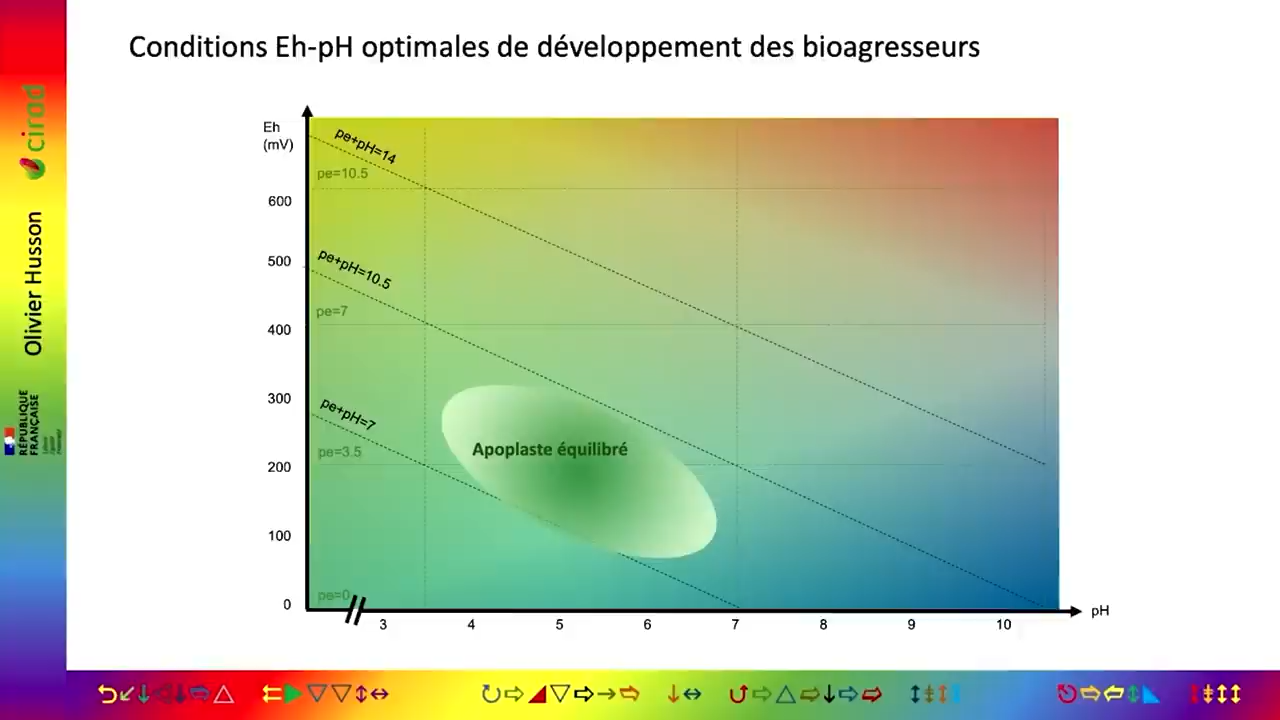 Conditions Eh-pH optimales de développement des bioagresseurs
cirad
Olivier Husson
RÉPUBLIQUE
FRANÇAISE
Eh
(mV)
pe+pH=14
pe=10.5
600
pe+pH=10.5
500
pe=7
400
pe+pH=7
300
pe=3.5
200
Apoplaste équilibré
100
pe=0
0
3 4 5 6 7 8 9 10
pH